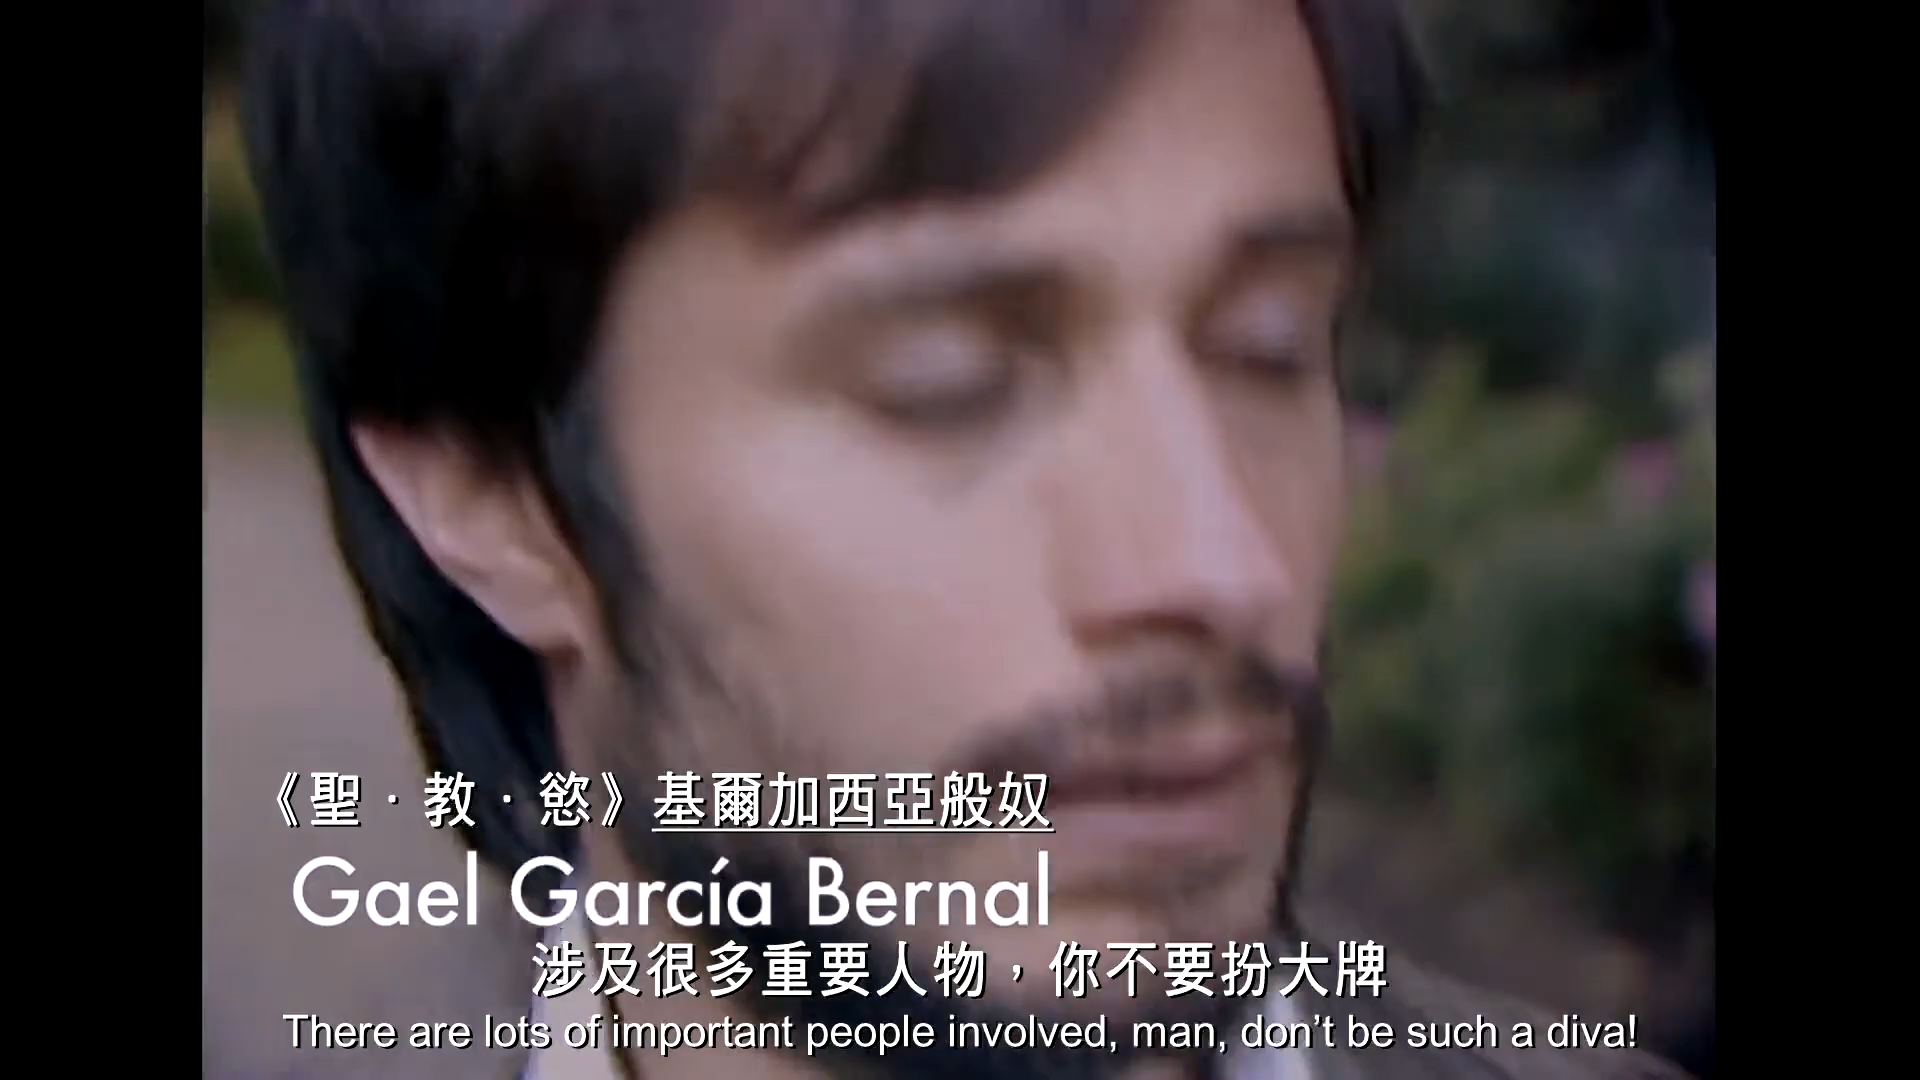 《聖‧教‧慾》基爾加西亞般奴
Gael García Bernal
涉及很多重要人物，你不要扮大牌
There are lots of important people involved, man, don't be such a diva!